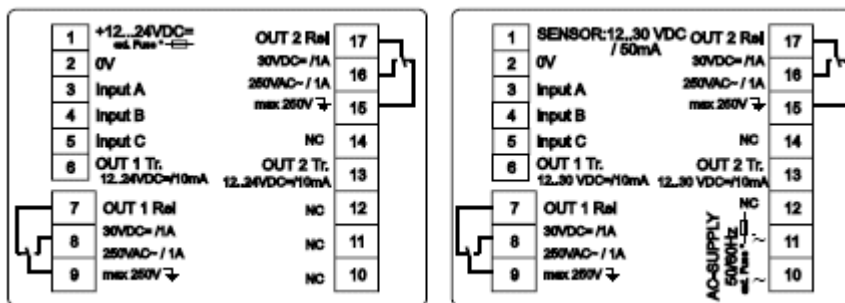 1 +12...24VDC=
ext. Fuse *
2 0V
3 Input A
4 Input B
5 Input C
6 OUT 1 Tr.
12..24VDC=/10mA
7 OUT 1 Rel
8 30VDC= /1A
250VAC~ / 1A
9 max 250V
OUT 2 Rel 17
30VDC= /1A
16
250VAC~ / 1A
max 250V 15
NC 14
OUT 2 Tr. 13
12..24VDC=/10mA
NC 12
NC 11
NC 10
1 SENSOR:12..30 VDC
/ 50mA
2 0V
3 Input A
4 Input B
5 Input C
6 OUT 1 Tr.
12..30 VDC=/10mA
7 OUT 1 Rel
8 30VDC= /1A
250VAC~ / 1A
9 max 250V
OUT 2 Rel 17
30VDC= /1A
16
250VAC~ / 1A
max 250V 15
NC 14
OUT 2 Tr. 13
12..30 VDC=/10mA
NC 12
~ 11
~ 10
AC-SUPPLY
50/60Hz
ext. Fuse *